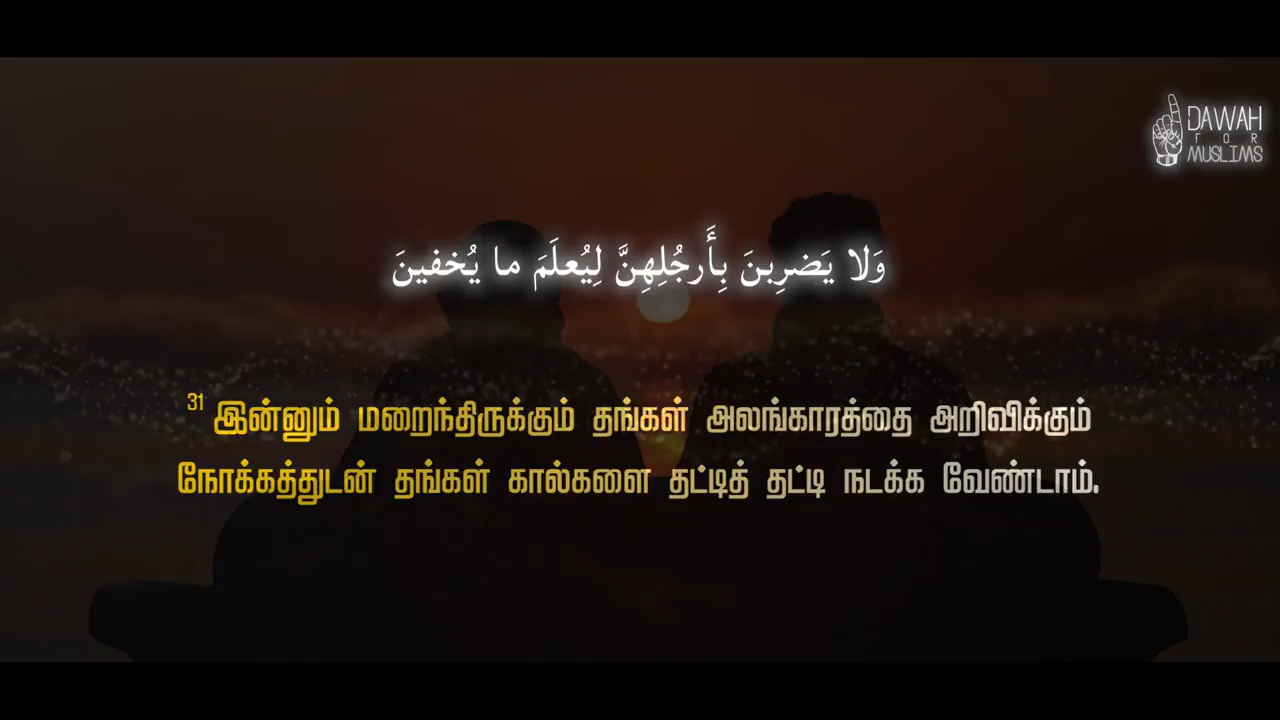 DAWAH
FOR
MUSLIMS
وَلا يَضرِبنَ بِأَرجُلِهِنَّ لِيُعلَمَ ما يُخفينَ
31 இன்னும் மறைந்திருக்கும் தங்கள் அலங்காரத்தை அறிவிக்கும்
நோக்கத்துடன் தங்கள் கால்களை தட்டித் தட்டி நடக்க வேண்டாம்.